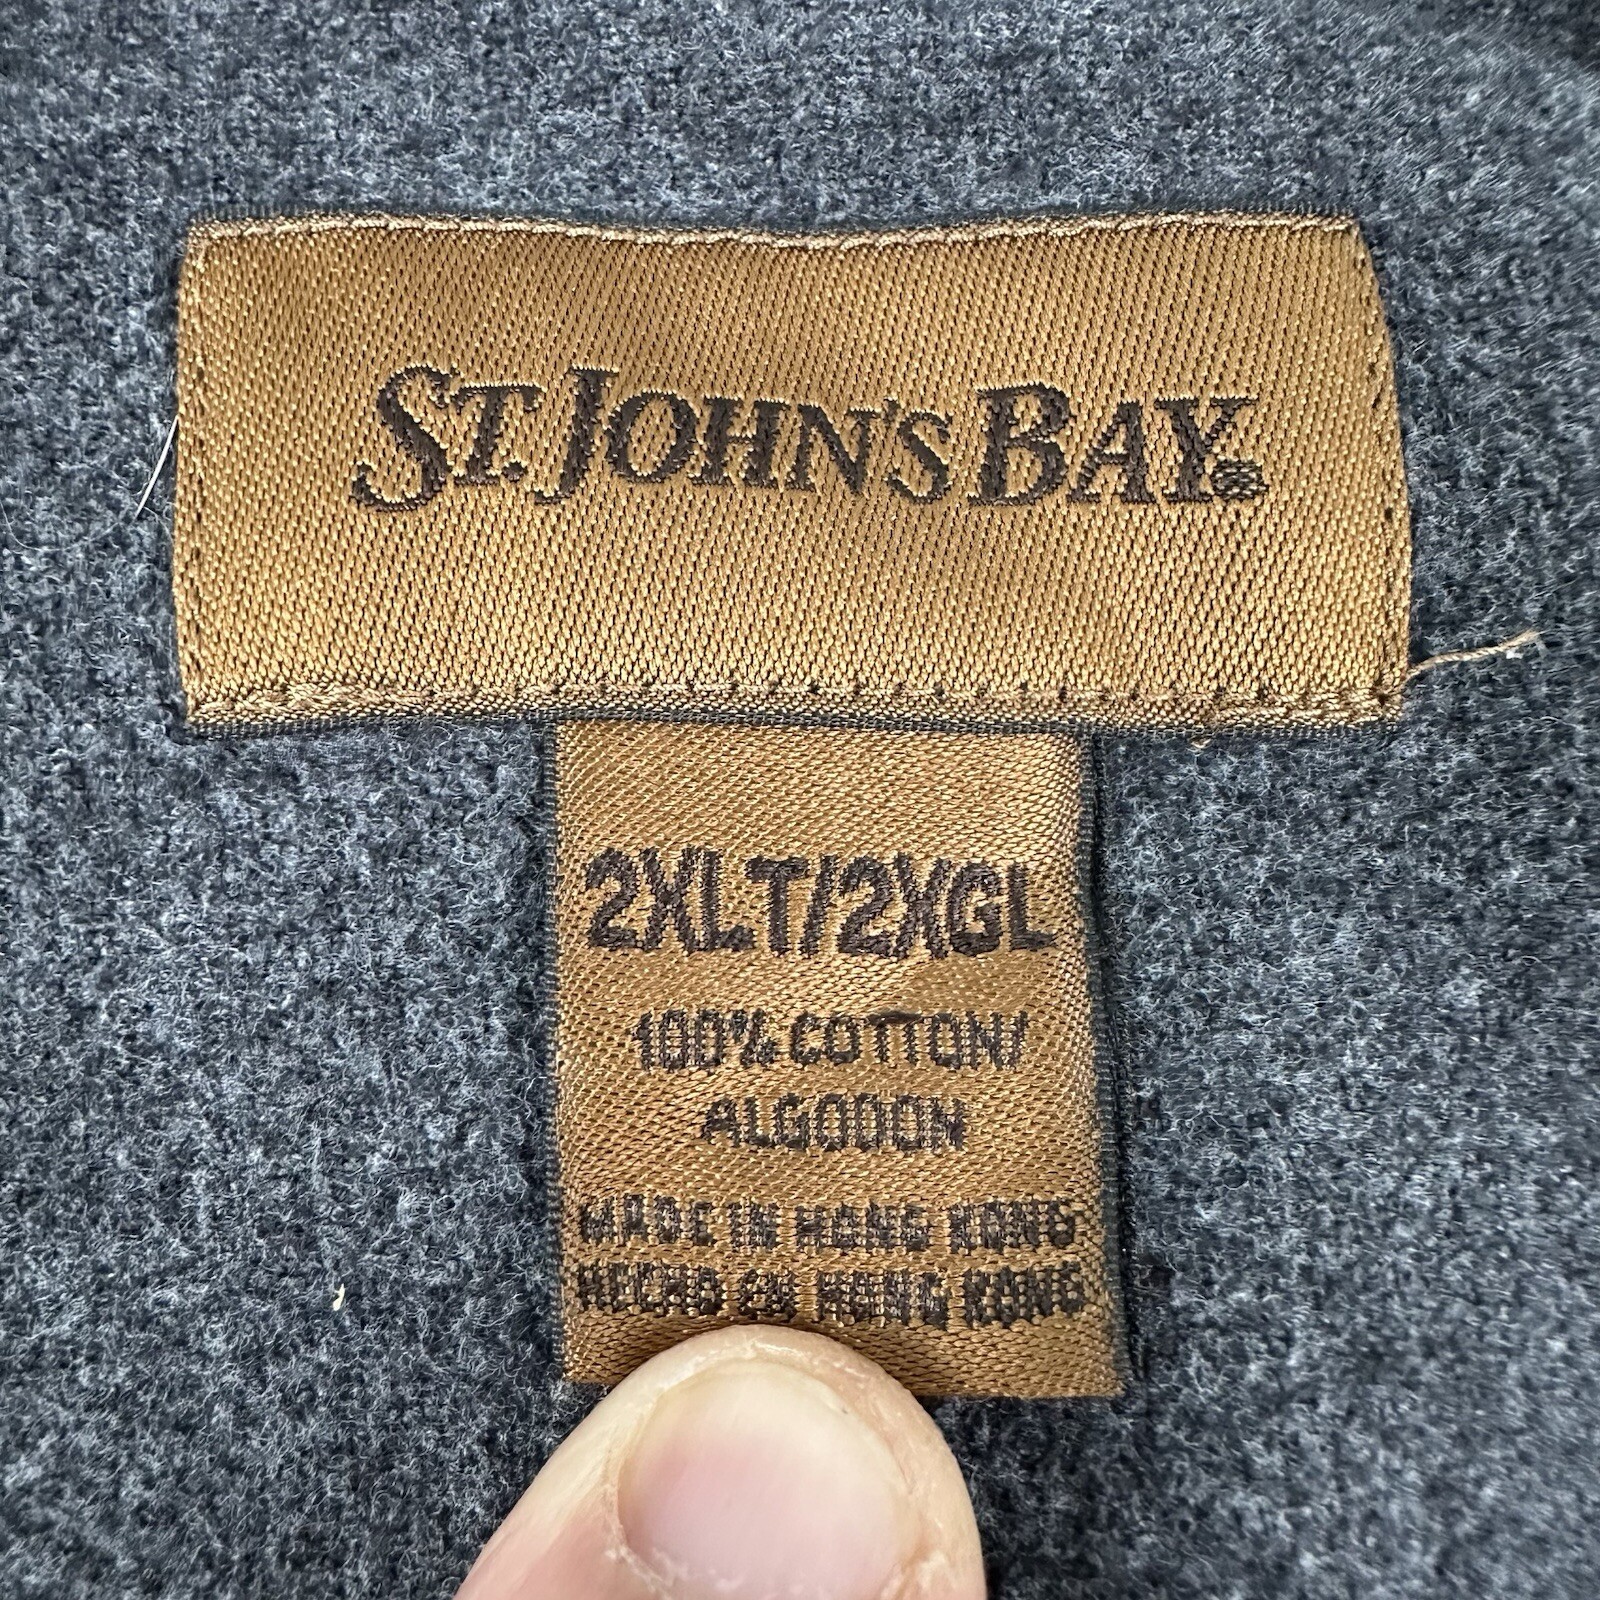 ST. JOHN'S BAY®
2XLT/2XGL
100% COTTON/
ALGODON
MADE IN HONG KONG
HECHO EN HONG KONG